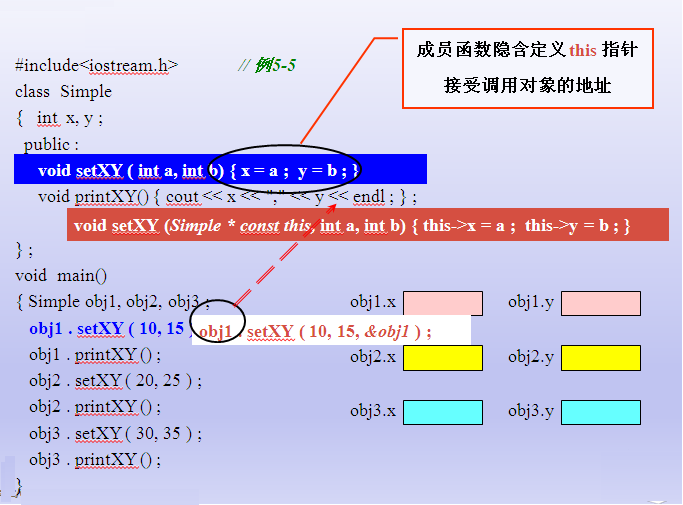 成员函数隐含定义this 指针
接受调用对象的地址
#include<iostream.h> // 例5-5
class Simple
{ int x, y ;
public :
void setXY ( int a, int b) { x = a ; y = b ; }
void printXY() { cout << x << "," << y << endl ; } ;
void setXY (Simple * const this, int a, int b) { this->x = a ; this->y = b ; }
} ;
void main()
{ Simple obj1, obj2, obj3 ;
obj1 . setXY ( 10, 15 obj1 . setXY ( 10, 15, &obj1 ) ;
obj1 . printXY() ;
obj2 . setXY( 20, 25 ) ;
obj2 . printXY() ;
obj3 . setXY( 30, 35 ) ;
obj3 . printXY() ;
}
obj1.x obj1.y
obj2.x obj2.y
obj3.x obj3.y